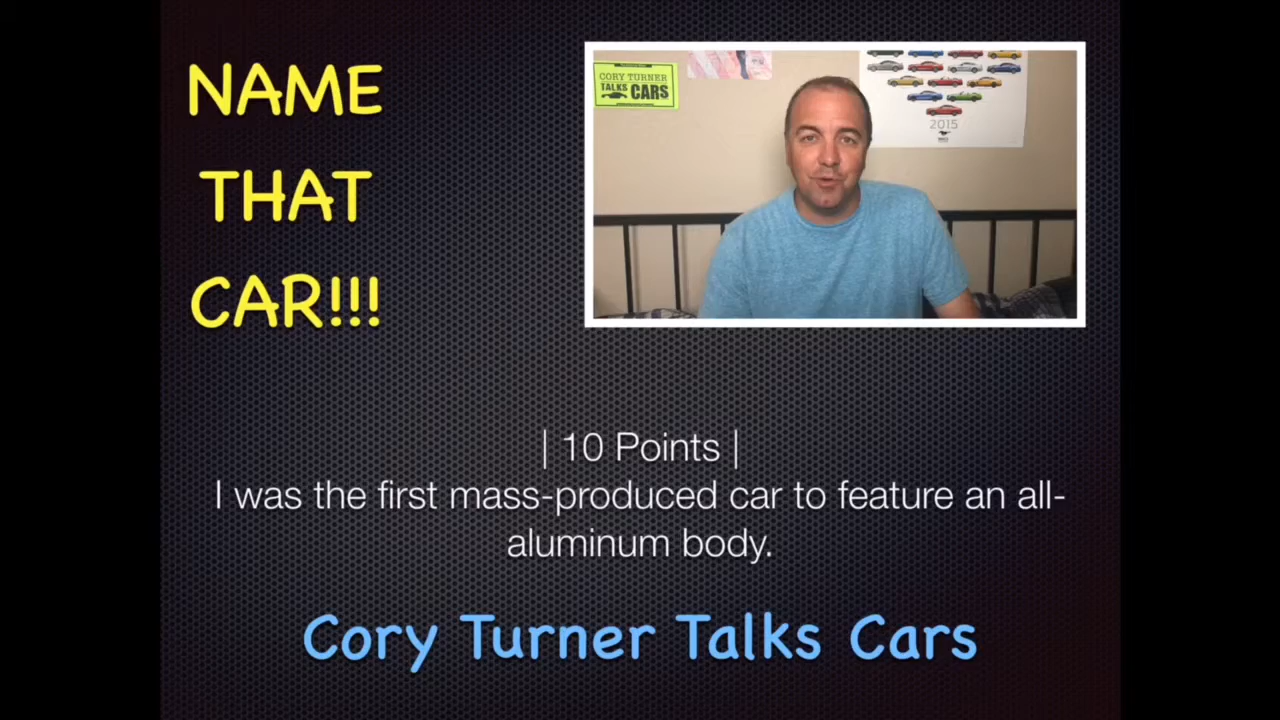 NAME
THAT
CAR!!!
CORY TURNER
TALKS CARS
2015
| 10 Points |
I was the first mass-produced car to feature an all-
aluminum body.
Cory Turner Talks Cars